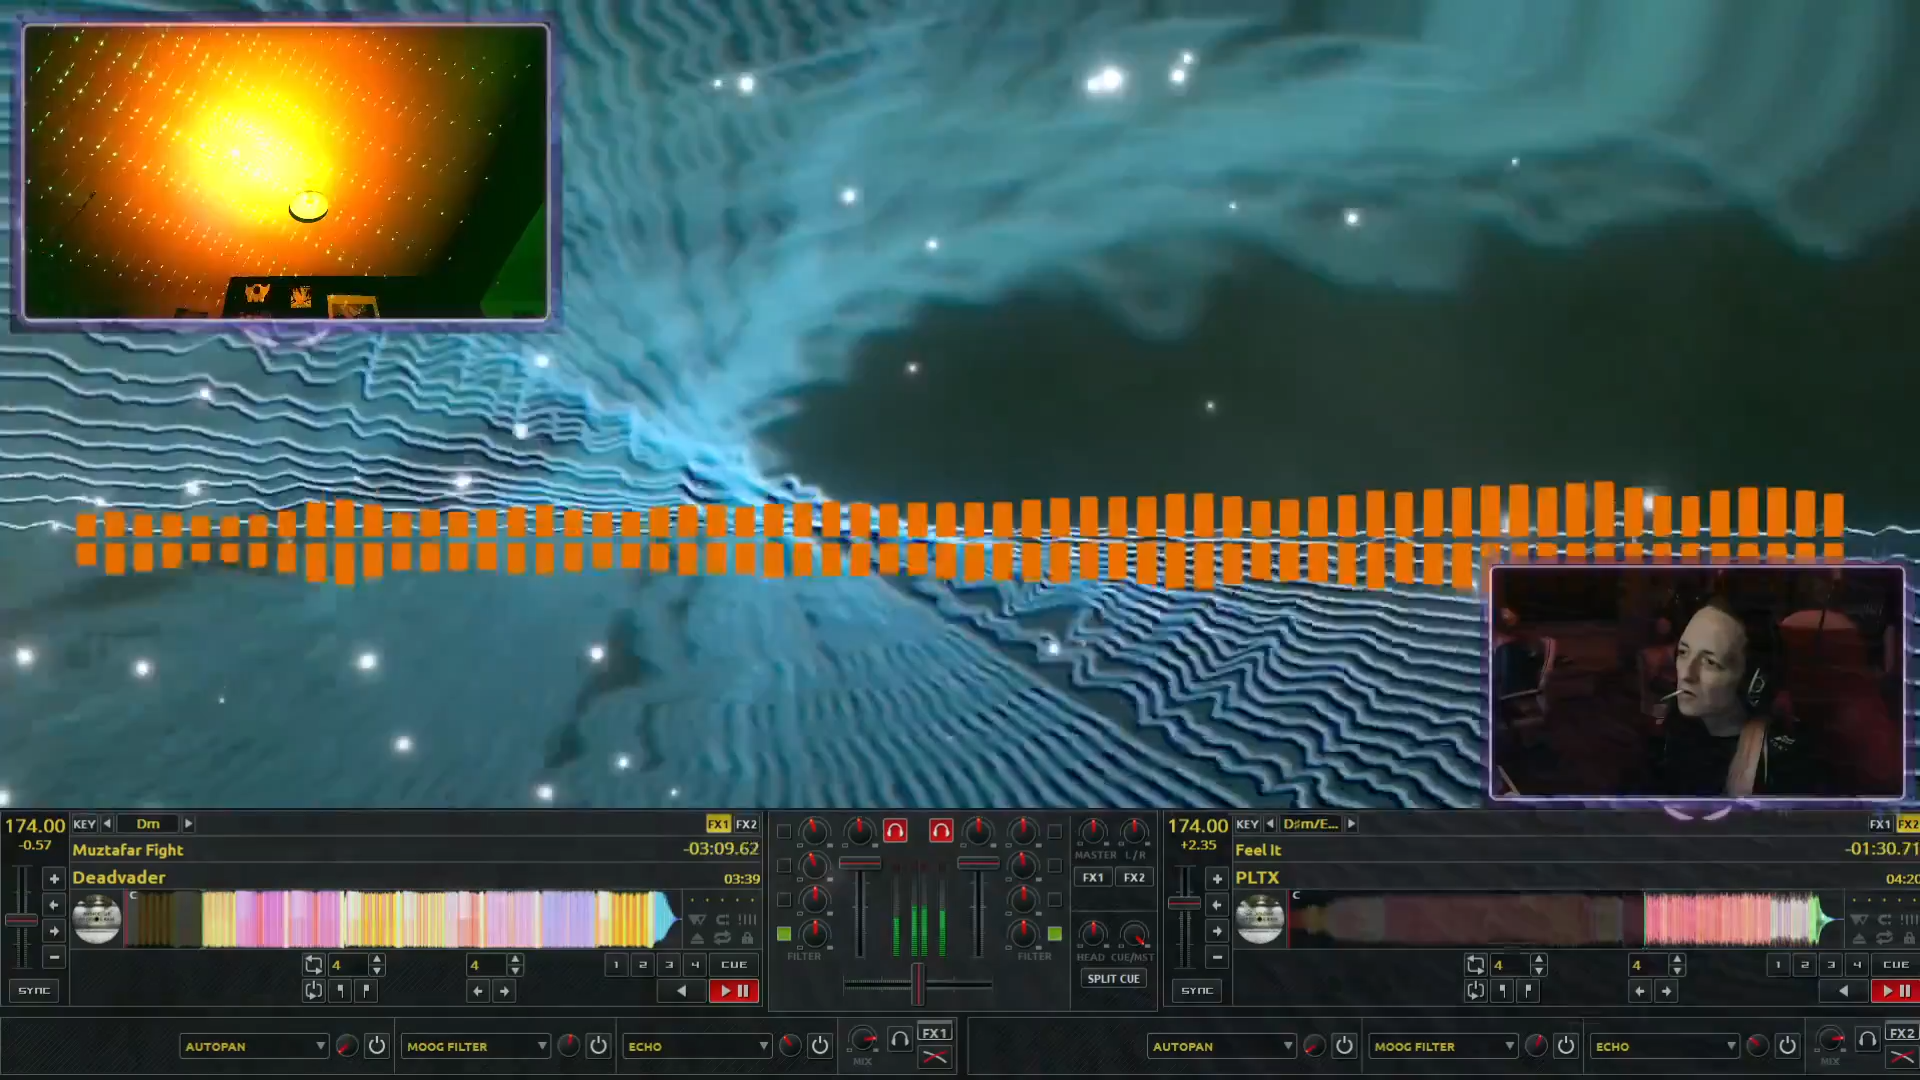 174.00 KEY Dm FX1 FX2
-0.57
Muztafar Fight -03:09.62
Deadvader 03:39
C
4 4 1 2 3 4 CUE
SYNC
FILTER FILTER
MASTER L/R
FX1 FX2
HEAD CUE/MST
SPLIT CUE
174.00 KEY D♯m/E... FX1 FX2
+2.35
Feel It -01:30.71
PLTX 04:20
C
4 4 1 2 3 4 CUE
SYNC
AUTOPAN MOOG FILTER ECHO MIX FX1
AUTOPAN MOOG FILTER ECHO MIX FX2